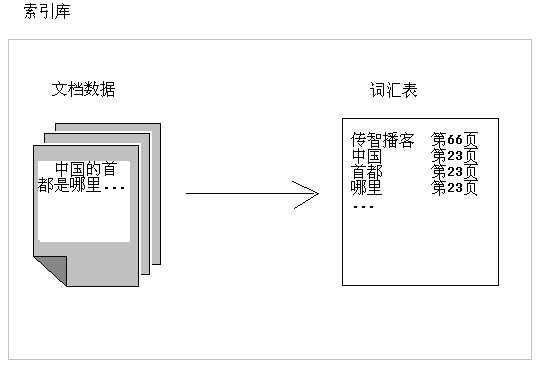 索引库
文档数据
词汇表
中国的首
都是哪里...
传智播客 第66页
中国 第23页
首都 第23页
哪里 第23页
...